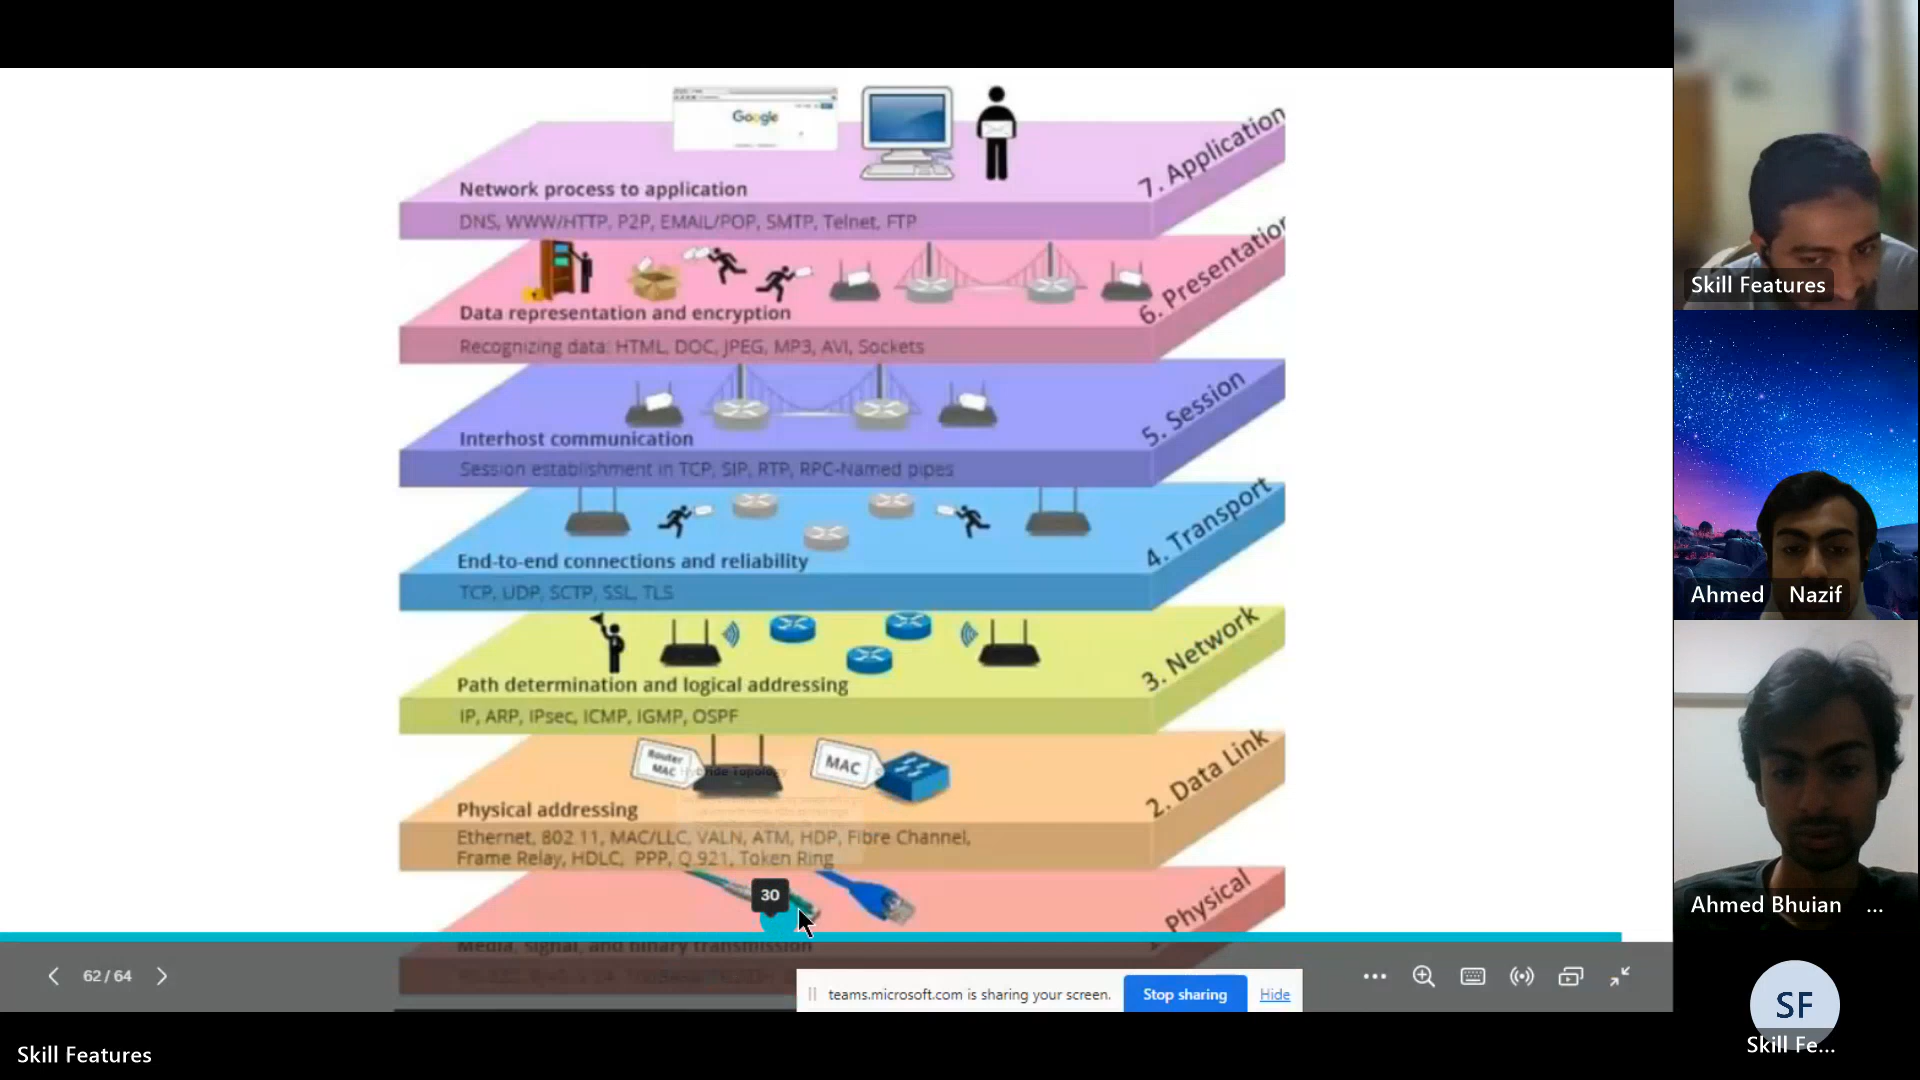 Google
7. Application
Network process to application
DNS, WWW/HTTP, P2P, EMAIL/POP, SMTP, Telnet, FTP
6. Presentation
Data representation and encryption
Recognizing data: HTML, DOC, JPEG, MP3, AVI, Sockets
5. Session
Interhost communication
Session establishment in TCP, SIP, RTP, RPC-Named pipes
4. Transport
End-to-end connections and reliability
TCP, UDP, SCTP, SSL, TLS
3. Network
Path determination and logical addressing
IP, ARP, IPsec, ICMP, IGMP, OSPF
Router
MAC
MAC
2. Data Link
Physical addressing
Ethernet, 802.11, MAC/LLC, VALN, ATM, HDP, Fibre Channel,
Frame Relay, HDLC, PPP, Q.921, Token Ring
30
Physical
Media, signal, and binary transmission
62 / 64
teams.microsoft.com is sharing your screen.
Stop sharing
Hide
Skill Features
Skill Features
Ahmed Nazif
Ahmed Bhuian ...
SF
Skill Fe...